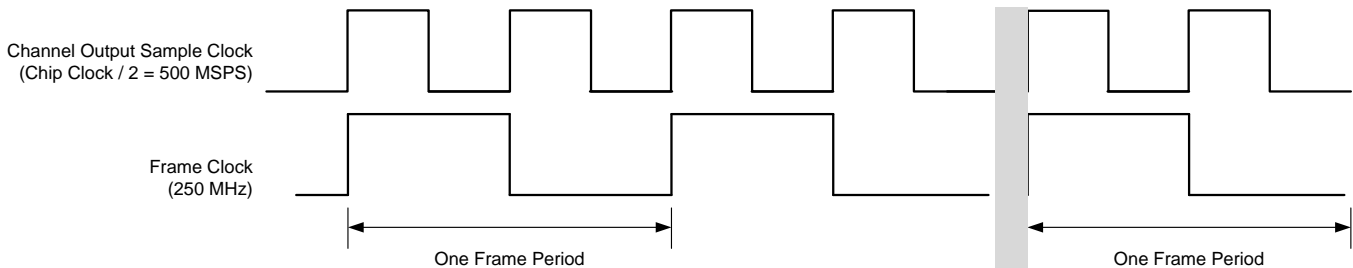 Channel Output Sample Clock
(Chip Clock / 2 = 500 MSPS)
Frame Clock
(250 MHz)
One Frame Period
One Frame Period